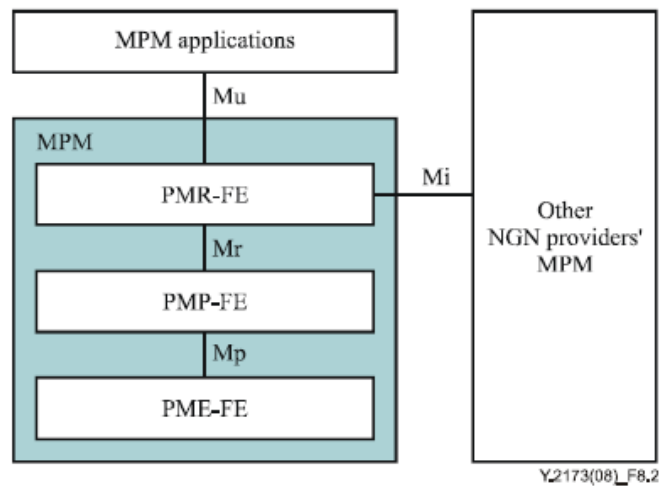 MPM applications
Mu
MPM
PMR-FE
Mi
Other
NGN providers'
MPM
Mr
PMP-FE
Mp
PME-FE
Y.2173(08)_F8.2